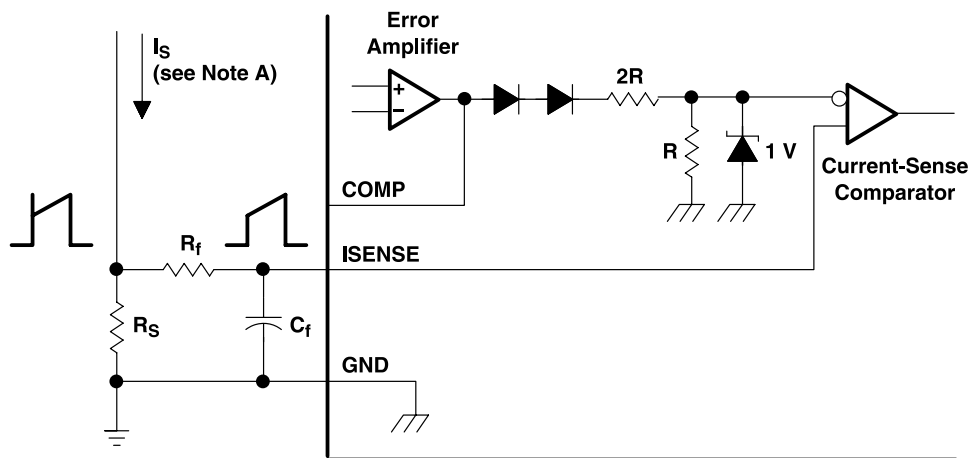 Error
Amplifier
I_S
(see Note A)
+
−
2R
R
1 V
Current-Sense
Comparator
COMP
R_f
ISENSE
R_S
C_f
GND